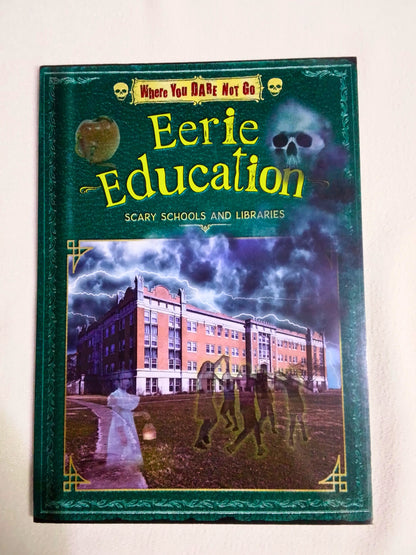 Where You DARE Not Go
Eerie
Education
SCARY SCHOOLS AND LIBRARIES